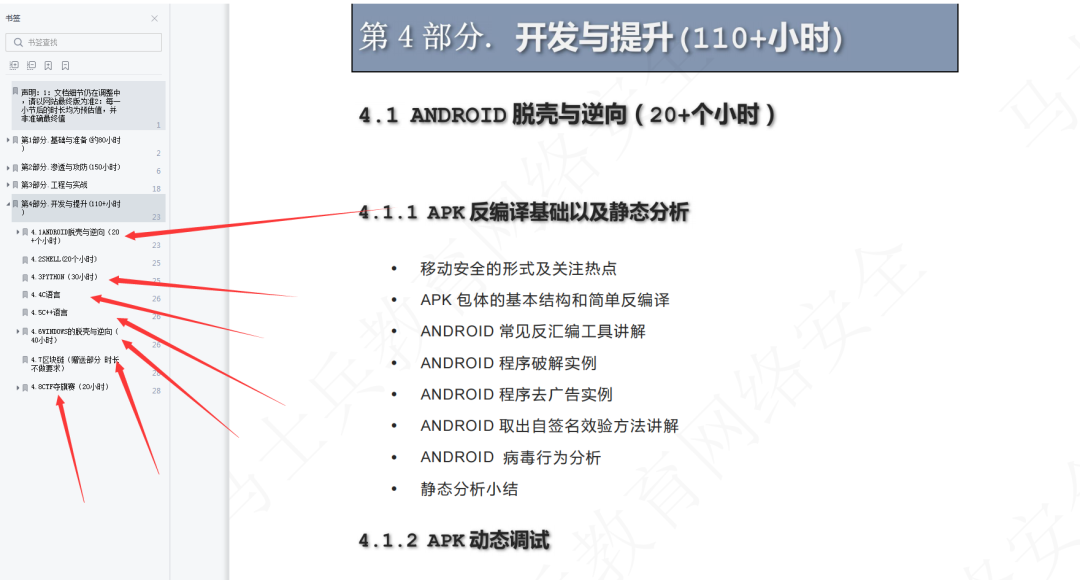 书签
书签查找
声明:1:文档细节仍在调整中
,请以网站最终版为准2:每一
小节后的时长均为预估值,并
非准确最终值
1
第1部分.基础与准备(约80小时
)
2
第2部分.渗透与攻防(150小时)
6
第3部分.工程与实战
18
第4部分.开发与提升(110+小时
)
23
4.1ANDROID脱壳与逆向(20
+个小时)
23
4.2SHELL(20个小时)
25
4.3PYTHON(30小时)
25
4.4C语言
26
4.5C++语言
26
4.6WINDOWS的脱壳与逆向(
40小时)
26
4.7区块链(赠送部分 时长
不做要求)
28
4.8CTF夺旗赛(20小时)
28
第 4 部分. 开发与提升(110+小时)
4.1 ANDROID 脱壳与逆向(20+个小时)
4.1.1 APK 反编译基础以及静态分析
• 移动安全的形式及关注热点
• APK 包体的基本结构和简单反编译
• ANDROID 常见反汇编工具讲解
• ANDROID 程序破解实例
• ANDROID 程序去广告实例
• ANDROID 取出自签名效验方法讲解
• ANDROID 病毒行为分析
• 静态分析小结
4.1.2 APK 动态调试
马士兵教育网络安全